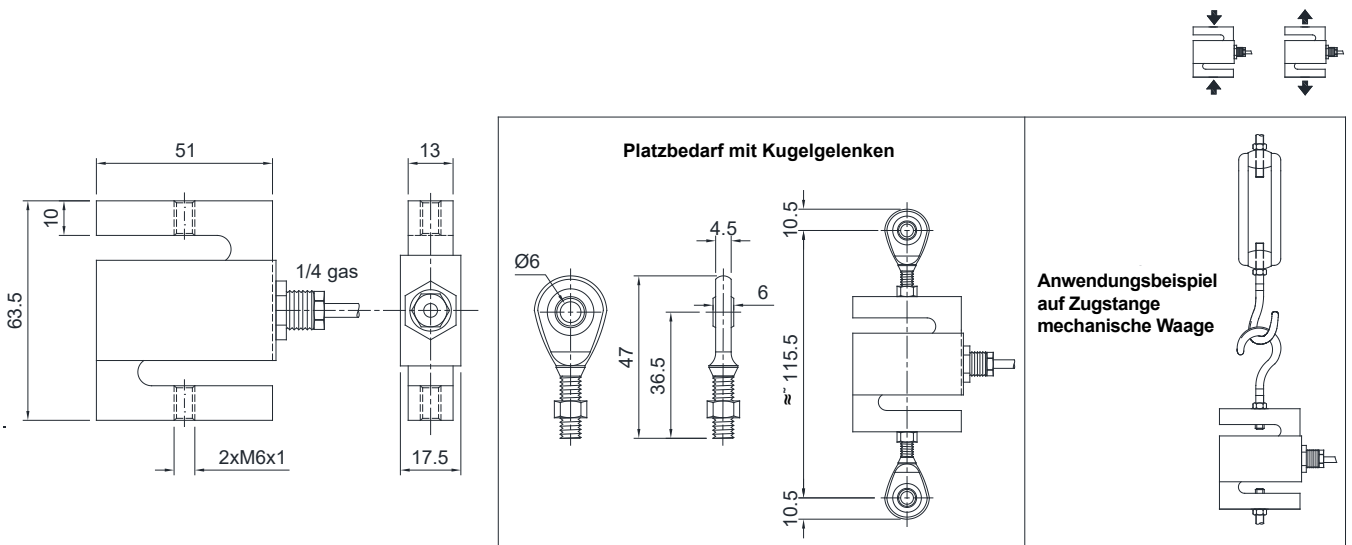 51
13
10
63.5
1/4 gas
2xM6x1
17.5
Platzbedarf mit Kugelgelenken
Ø6
4.5
6
47
36.5
10.5
≈ 115.5
10.5
Anwendungsbeispiel
auf Zugstange
mechanische Waage